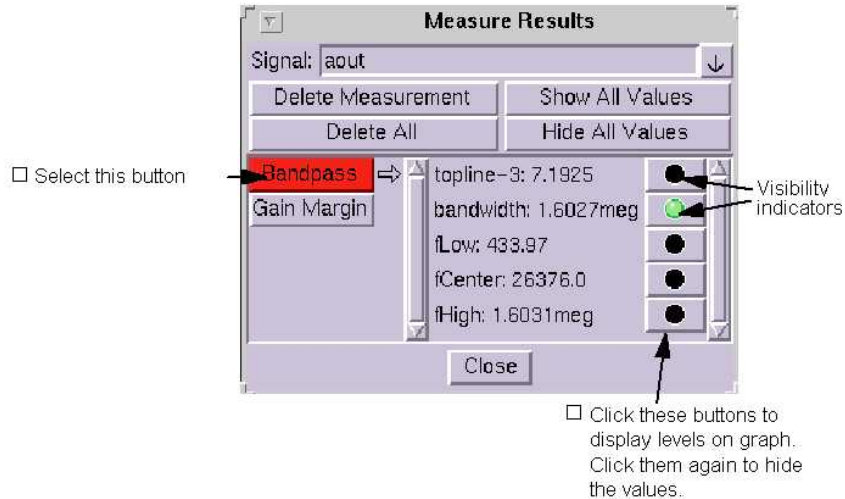 Measure Results
Signal: aout
Delete Measurement
Show All Values
Delete All
Hide All Values
□ Select this button
Bandpass
Gain Margin
topline-3: 7.1925
bandwidth: 1.6027meg
fLow: 433.97
fCenter: 26376.0
fHigh: 1.6031meg
Visibility
indicators
Close
□ Click these buttons to
display levels on graph.
Click them again to hide
the values.